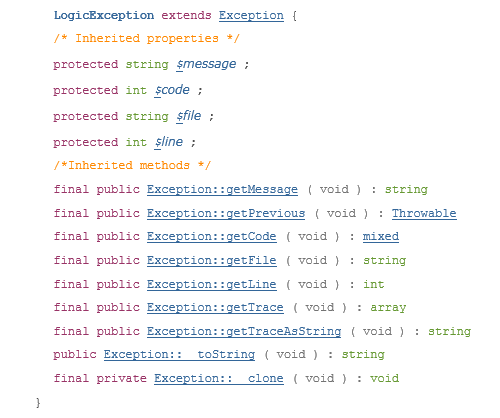 LogicException extends Exception {
/* Inherited properties */
protected string $message ;
protected int $code ;
protected string $file ;
protected int $line ;
/*Inherited methods */
final public Exception::getMessage ( void ) : string
final public Exception::getPrevious ( void ) : Throwable
final public Exception::getCode ( void ) : mixed
final public Exception::getFile ( void ) : string
final public Exception::getLine ( void ) : int
final public Exception::getTrace ( void ) : array
final public Exception::getTraceAsString ( void ) : string
public Exception::__toString ( void ) : string
final private Exception::__clone ( void ) : void
}